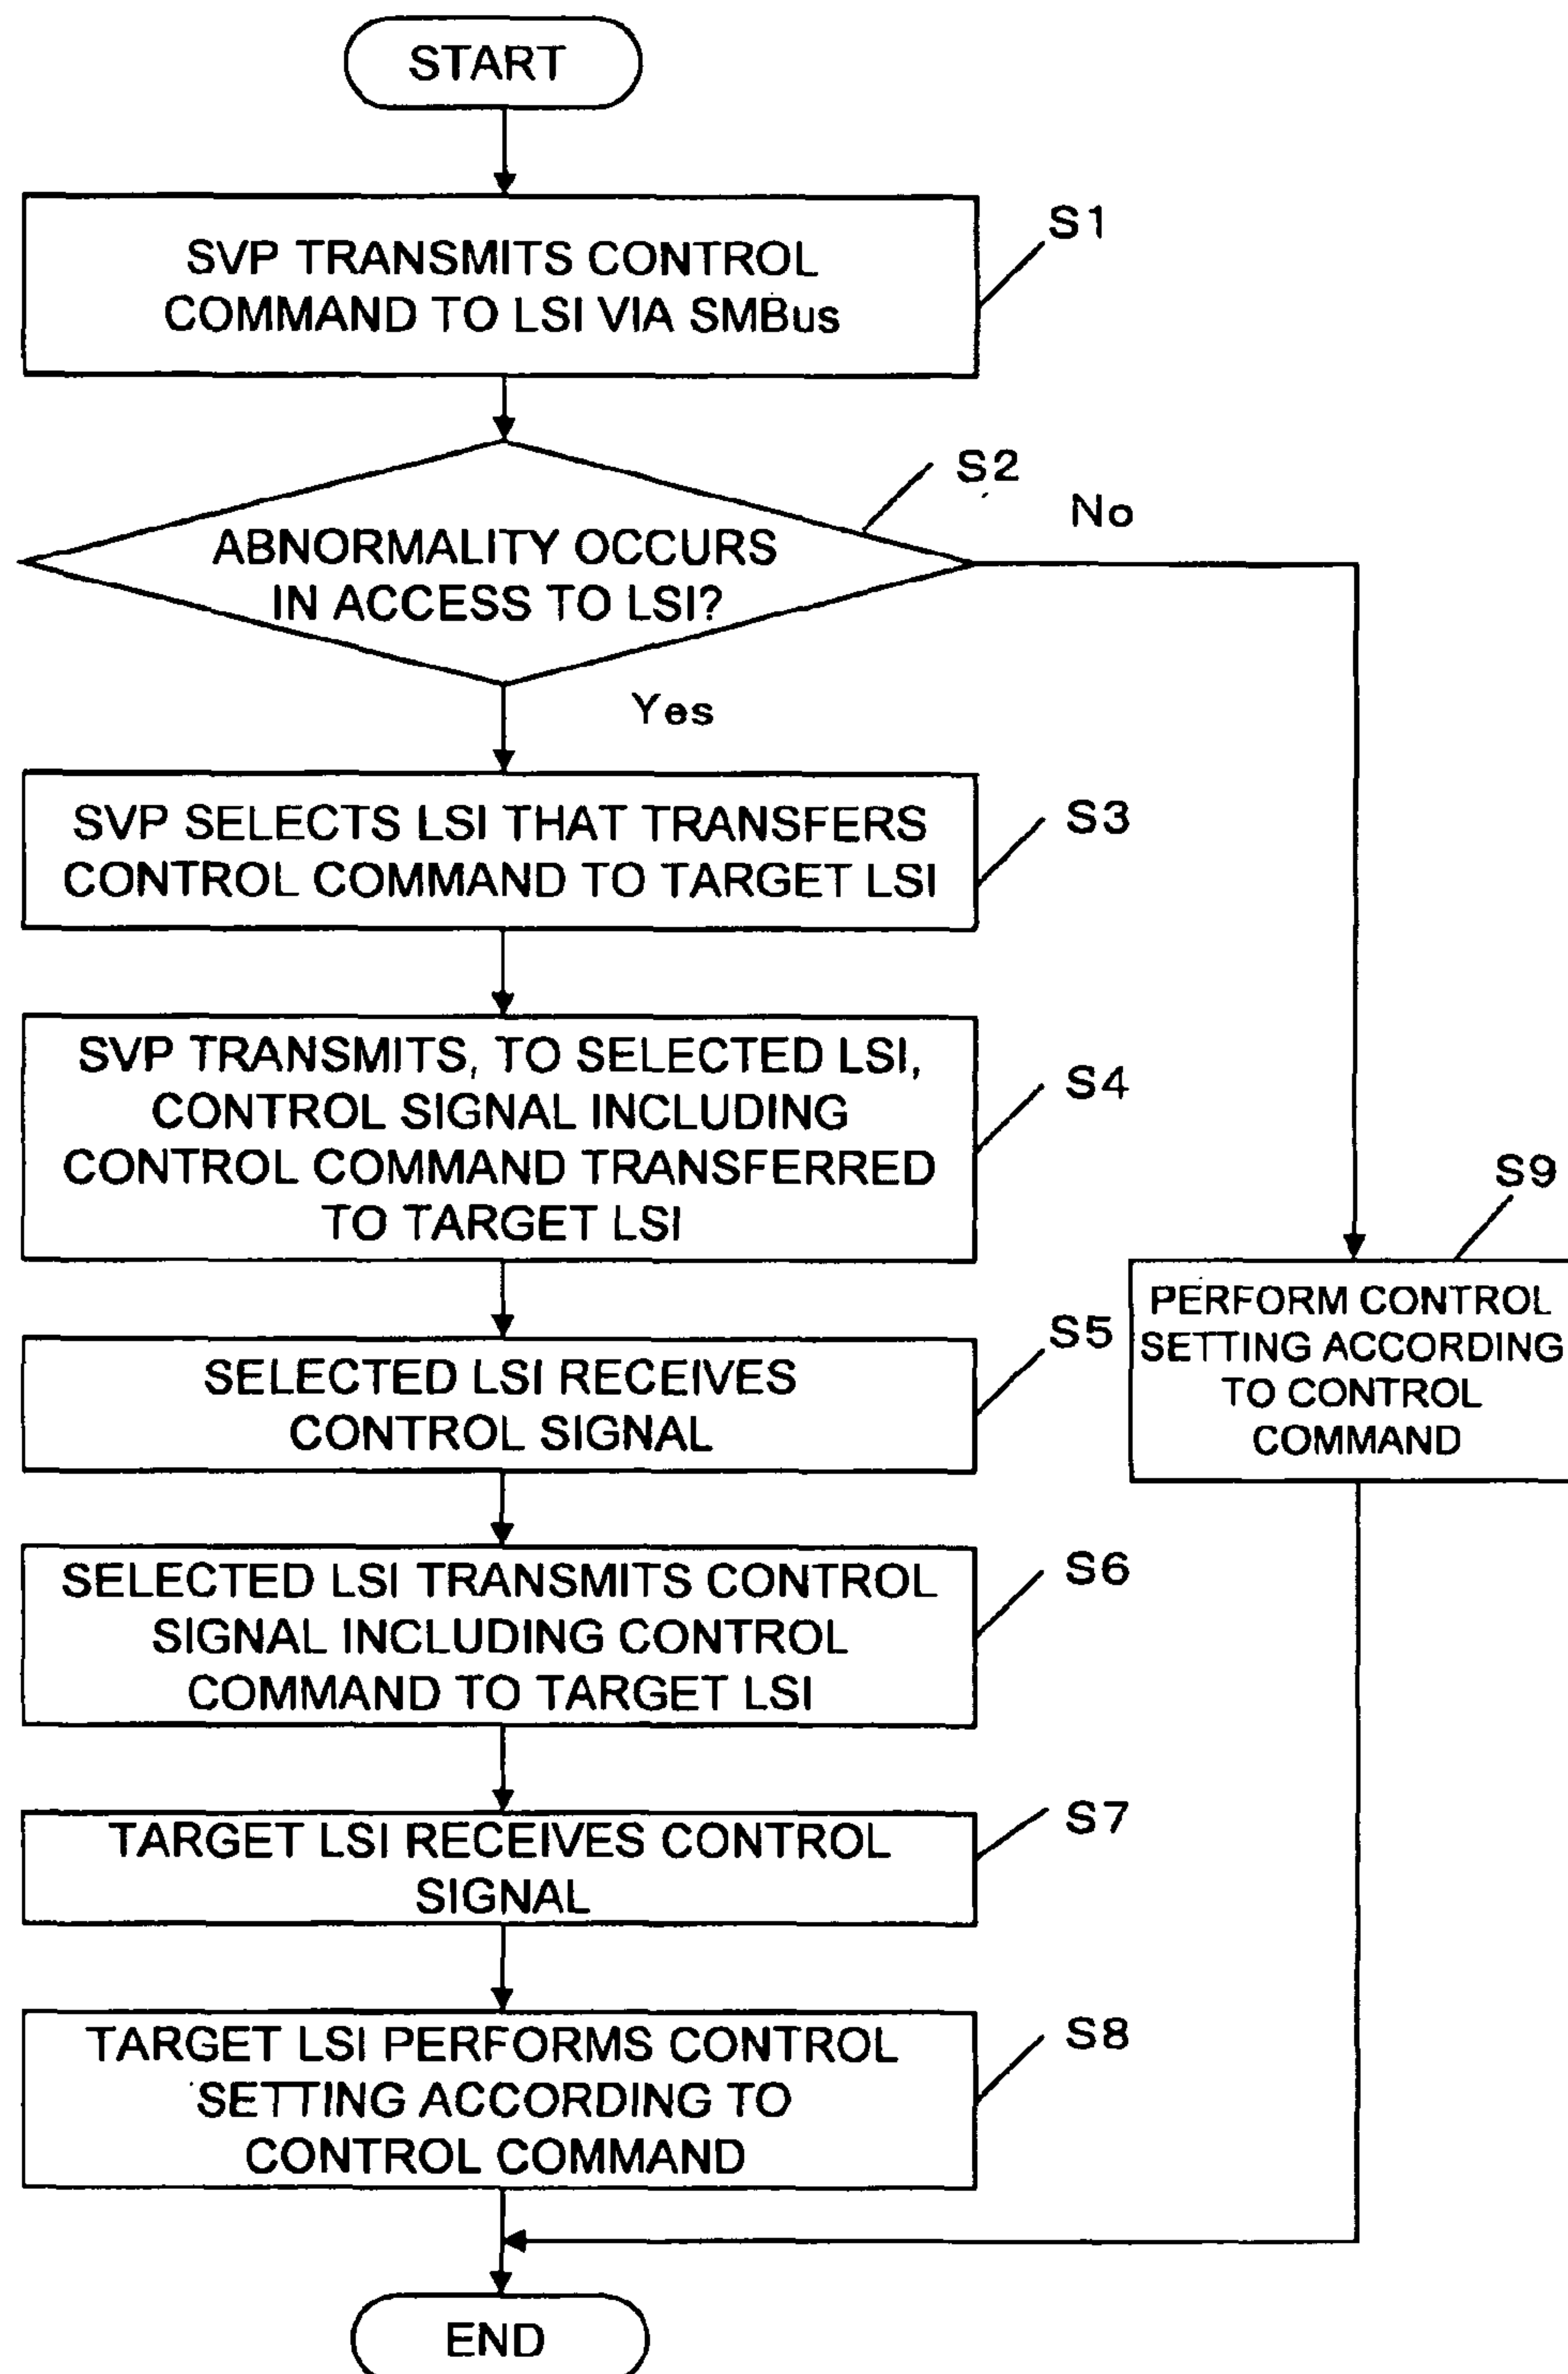 START
S1
SVP TRANSMITS CONTROL
COMMAND TO LSI VIA SMBus
S2
No
ABNORMALITY OCCURS
IN ACCESS TO LSI?
Yes
SVP SELECTS LSI THAT TRANSFERS
CONTROL COMMAND TO TARGET LSI
S3
SVP TRANSMITS, TO SELECTED LSI,
CONTROL SIGNAL INCLUDING
CONTROL COMMAND TRANSFERRED
TO TARGET LSI
S4
S9
PERFORM CONTROL
SETTING ACCORDING
TO CONTROL
COMMAND
S5
SELECTED LSI RECEIVES
CONTROL SIGNAL
S6
SELECTED LSI TRANSMITS CONTROL
SIGNAL INCLUDING CONTROL
COMMAND TO TARGET LSI
S7
TARGET LSI RECEIVES CONTROL
SIGNAL
S8
TARGET LSI PERFORMS CONTROL
SETTING ACCORDING TO
CONTROL COMMAND
END